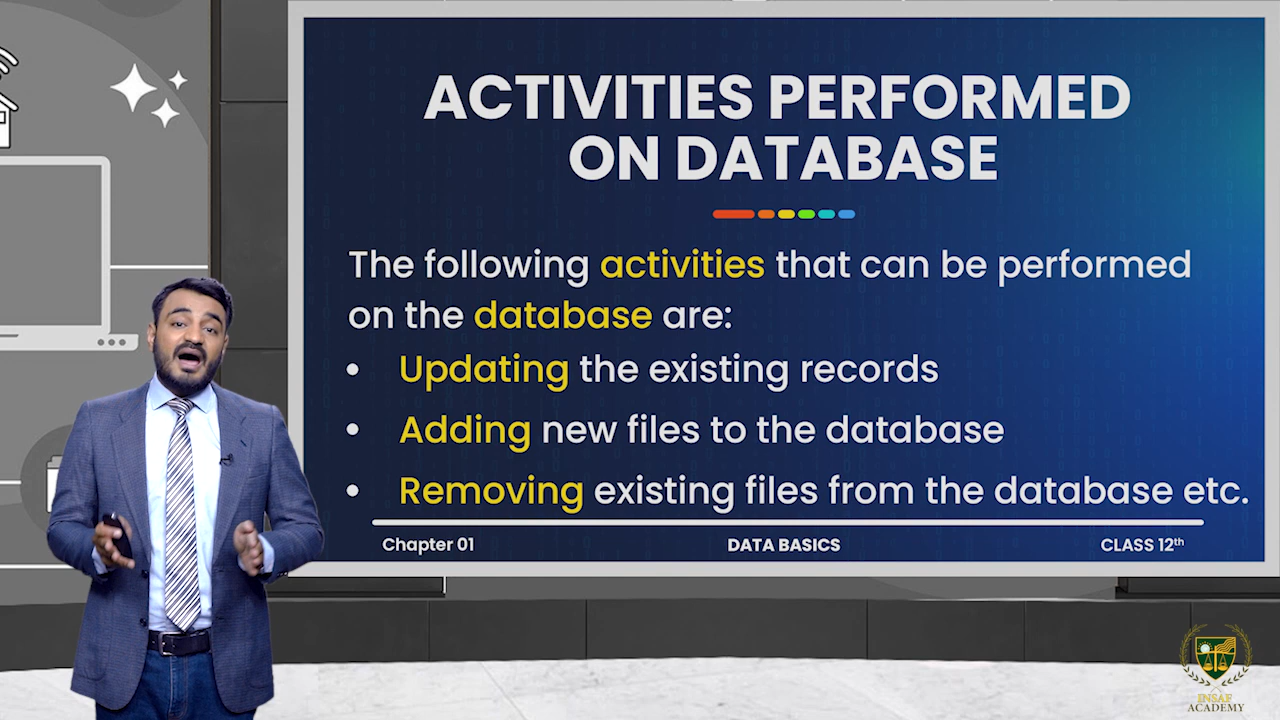 ACTIVITIES PERFORMED
ON DATABASE
The following activities that can be performed
on the database are:
• Updating the existing records
• Adding new files to the database
• Removing existing files from the database etc.
Chapter 01
DATA BASICS
CLASS 12th
INSAF
ACADEMY